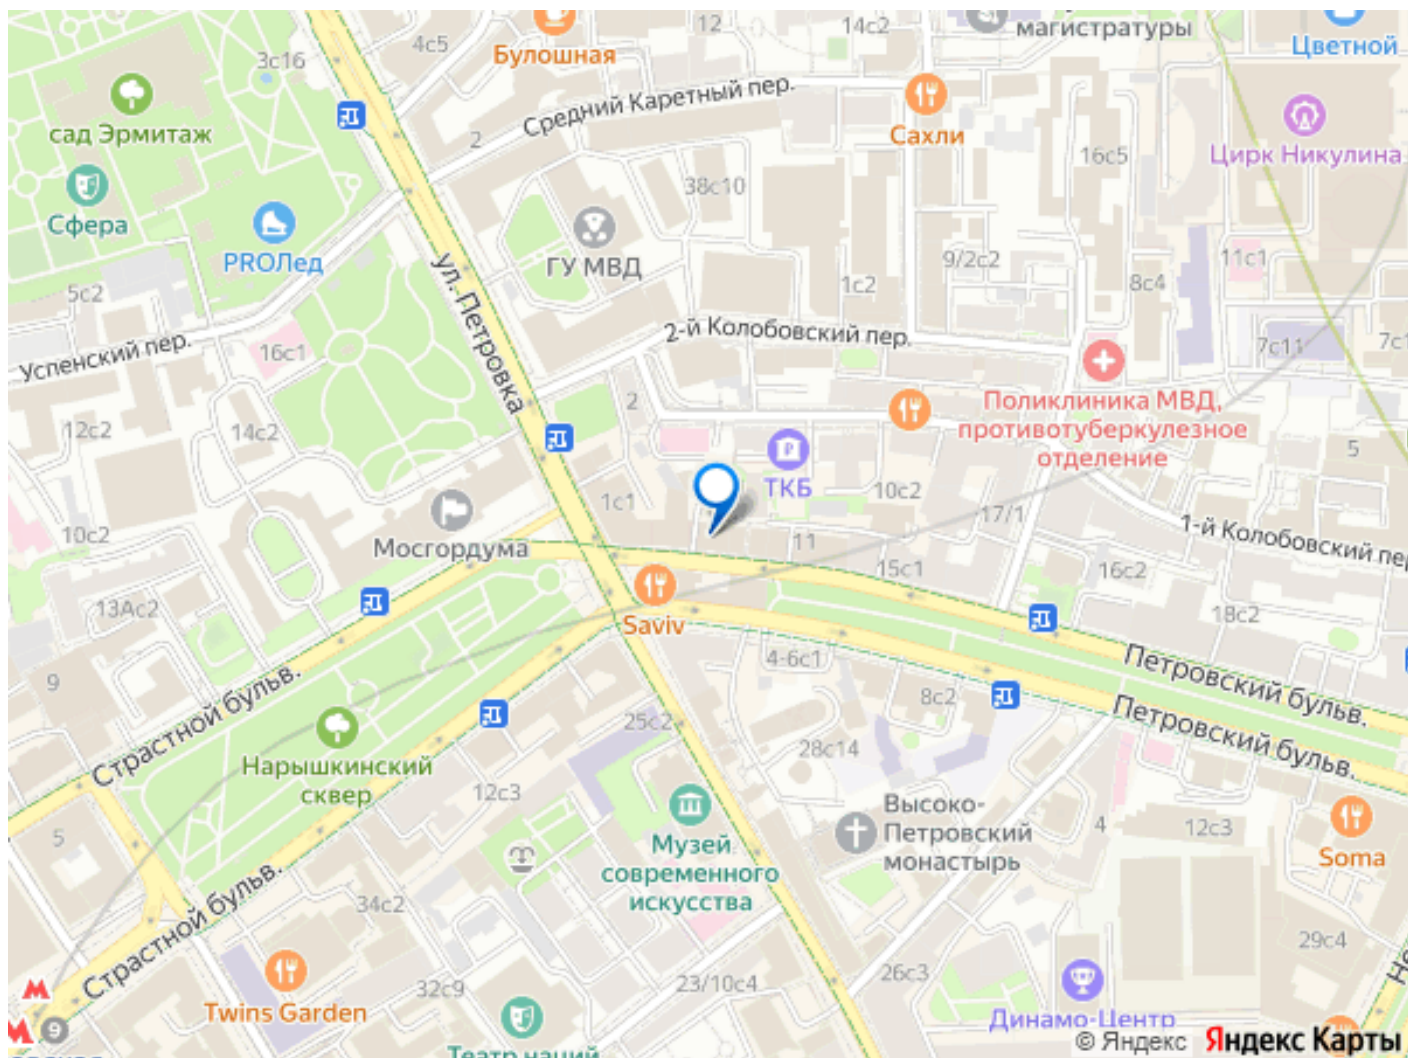 магистратуры
12
14с2
4с5
Булошная
Цветной
3с16
Средний Каретный пер.
сад Эрмитаж
2
Сахли
Цирк Никулина
16с5
38с10
Сфера
PROЛед
ГУ МВД
ул. Петровка
9/2с2
11с1
1с2
8с4
5с2
2-й Колобовский пер.
Успенский пер.
16с1
7с11
Поликлиника МВД,
противотуберкулезное
отделение
2
12с2
14с2
5
ТКБ
10с2
1с1
17/1
1-й Колобовский пер
10с2
Мосгордума
11
15с1
16с2
13Ас2
Saviv
18с2
4-6с1
Петровский бульв.
9
Страстной бульв.
8с2
Петровский бульв.
25с2
28с14
Нарышкинский
сквер
12с3
Высоко-
Петровский
монастырь
4
12с3
5
Музей
современного
искусства
Soma
34с2
Страстной бульв.
29с4
26с3
23/10с4
32с9
Twins Garden
9
Динамо-Центр
Театр наций
© Яндекс Яндекс Карты